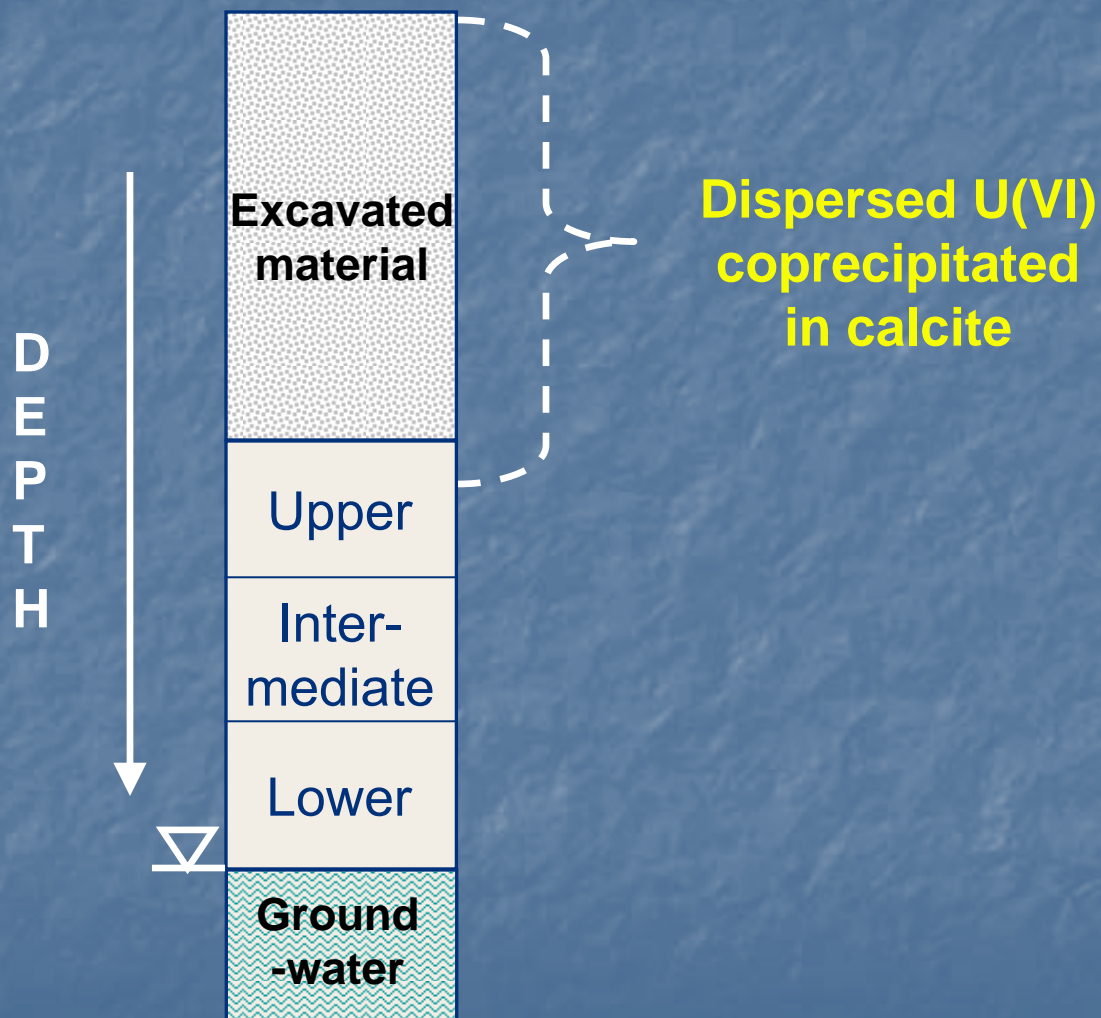 Excavated
material
Dispersed U(VI)
coprecipitated
in calcite
D
E
P
T
H
Upper
Inter-
mediate
Lower
Ground
-water